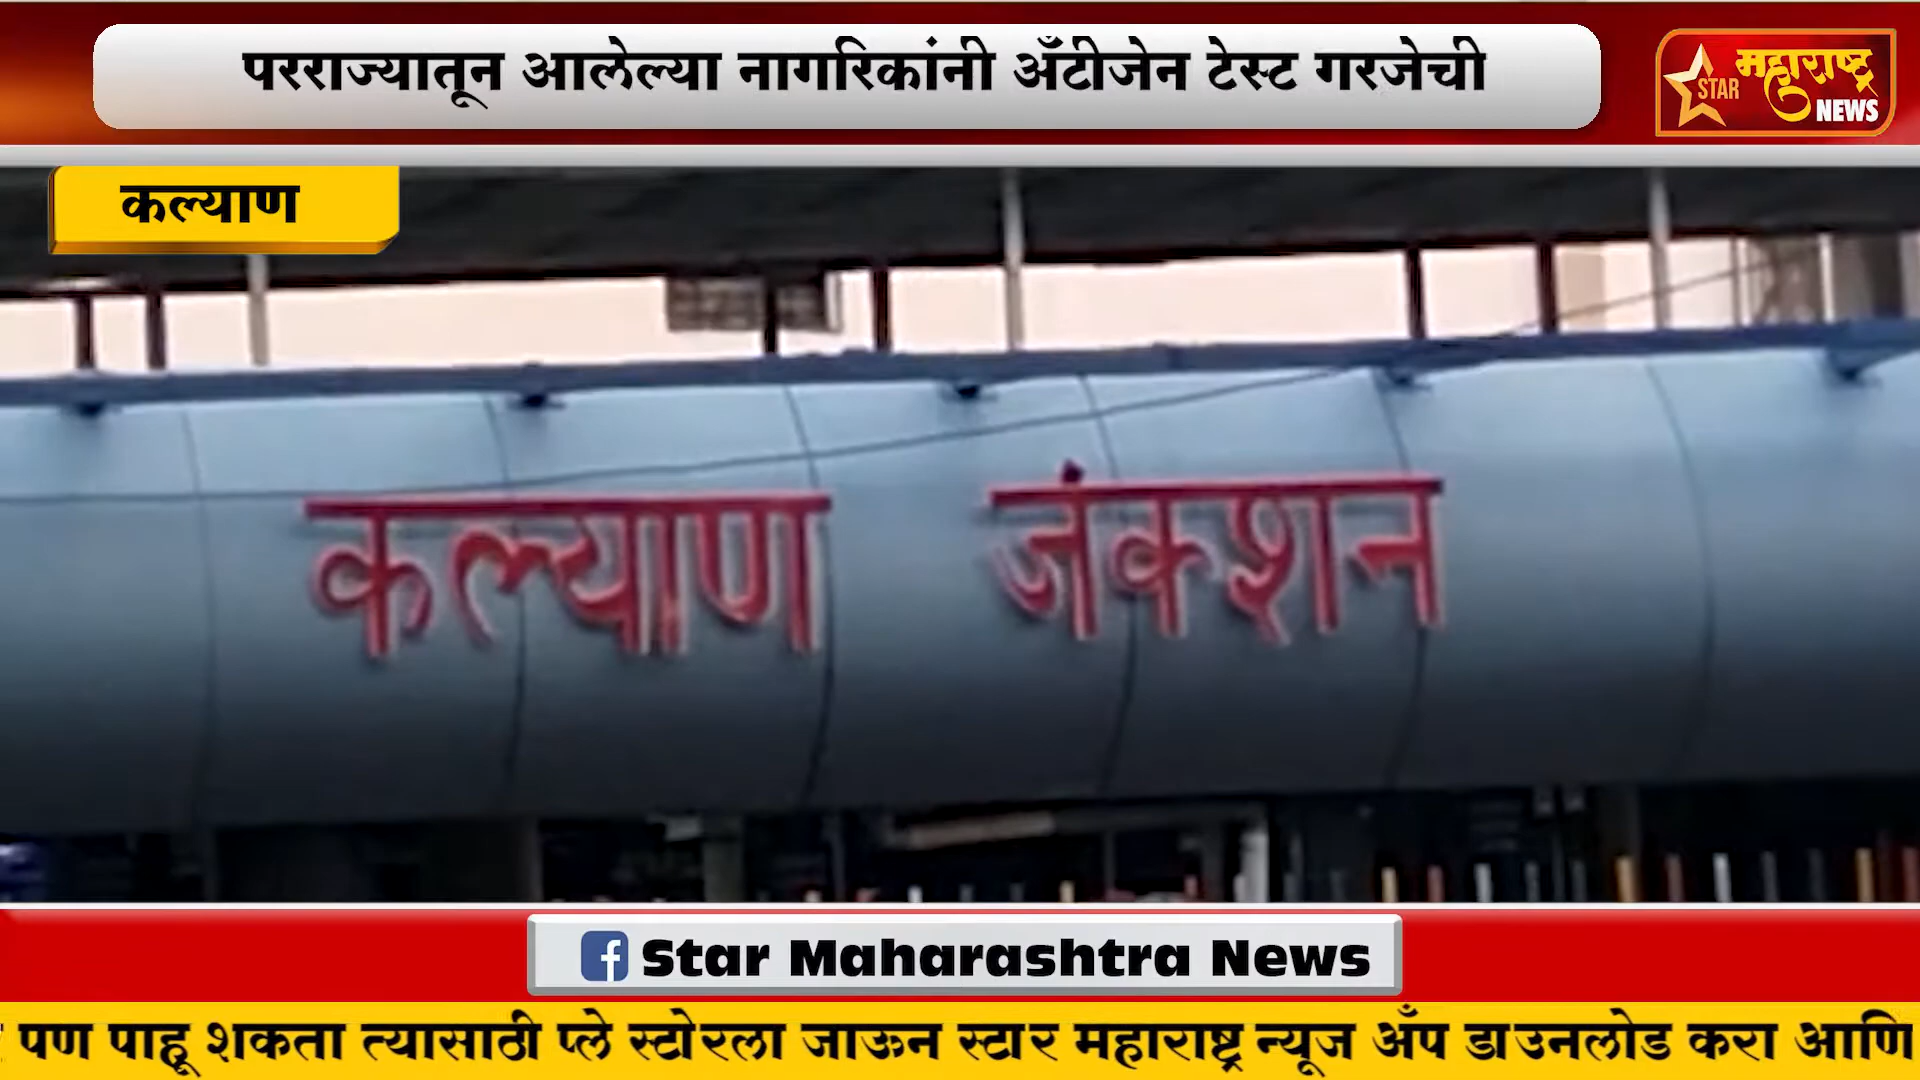 परराज्यातून आलेल्या नागरिकांनी अँटीजेन टेस्ट गरजेची
STAR महाराष्ट्र NEWS
कल्याण
कल्याण जंक्शन
Star Maharashtra News
पण पाहू शकता त्यासाठी प्ले स्टोरला जाऊन स्टार महाराष्ट्र न्यूज अँप डाउनलोड करा आणि